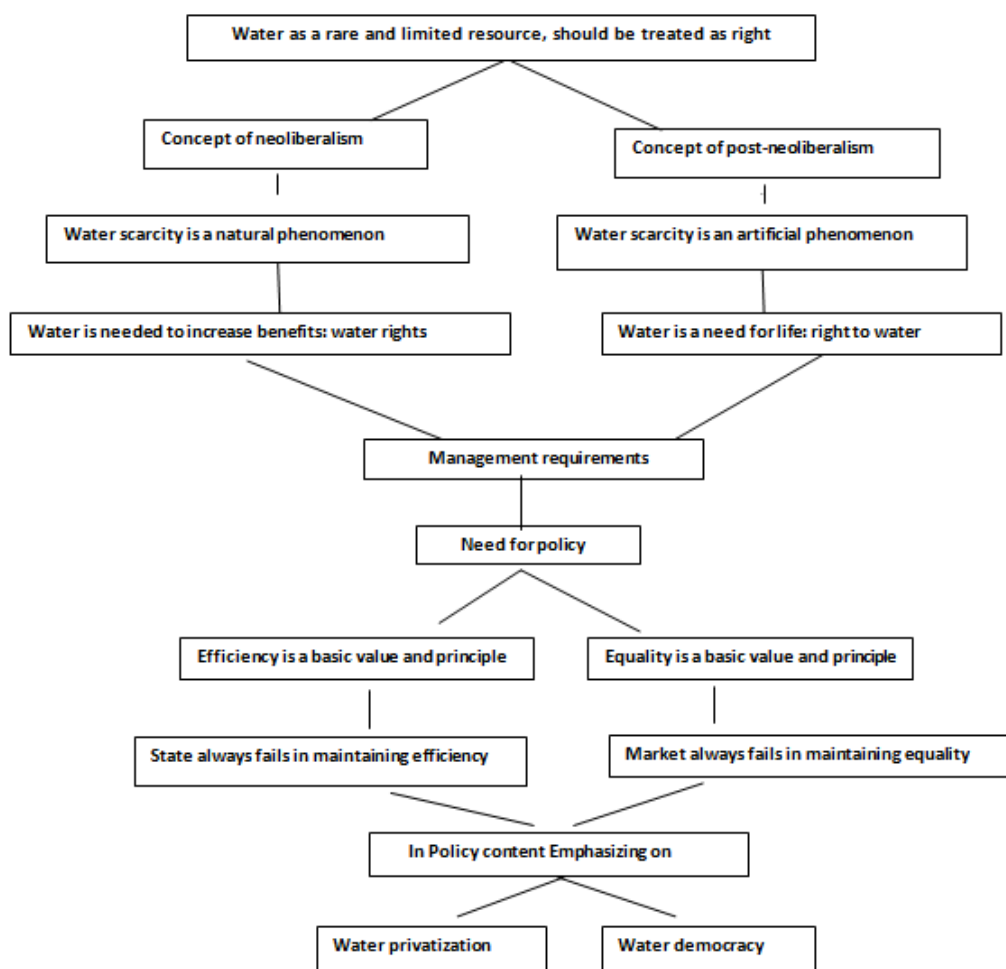 Water as a rare and limited resource, should be treated as right
Concept of neoliberalism
Concept of post-neoliberalism
Water scarcity is a natural phenomenon
Water scarcity is an artificial phenomenon
Water is needed to increase benefits: water rights
Water is a need for life: right to water
Management requirements
Need for policy
Efficiency is a basic value and principle
Equality is a basic value and principle
State always fails in maintaining efficiency
Market always fails in maintaining equality
In Policy content Emphasizing on
Water privatization
Water democracy